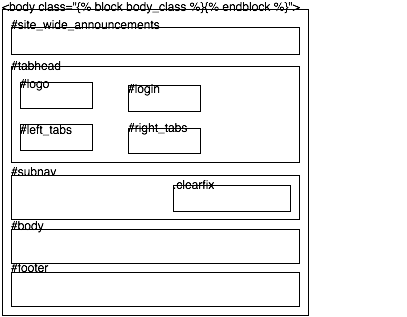 <body class="{% block body_class %}{% endblock %}">
#site_wide_announcements
#tabhead
#logo
#login
#left_tabs
#right_tabs
#subnav
.clearfix
#body
#footer